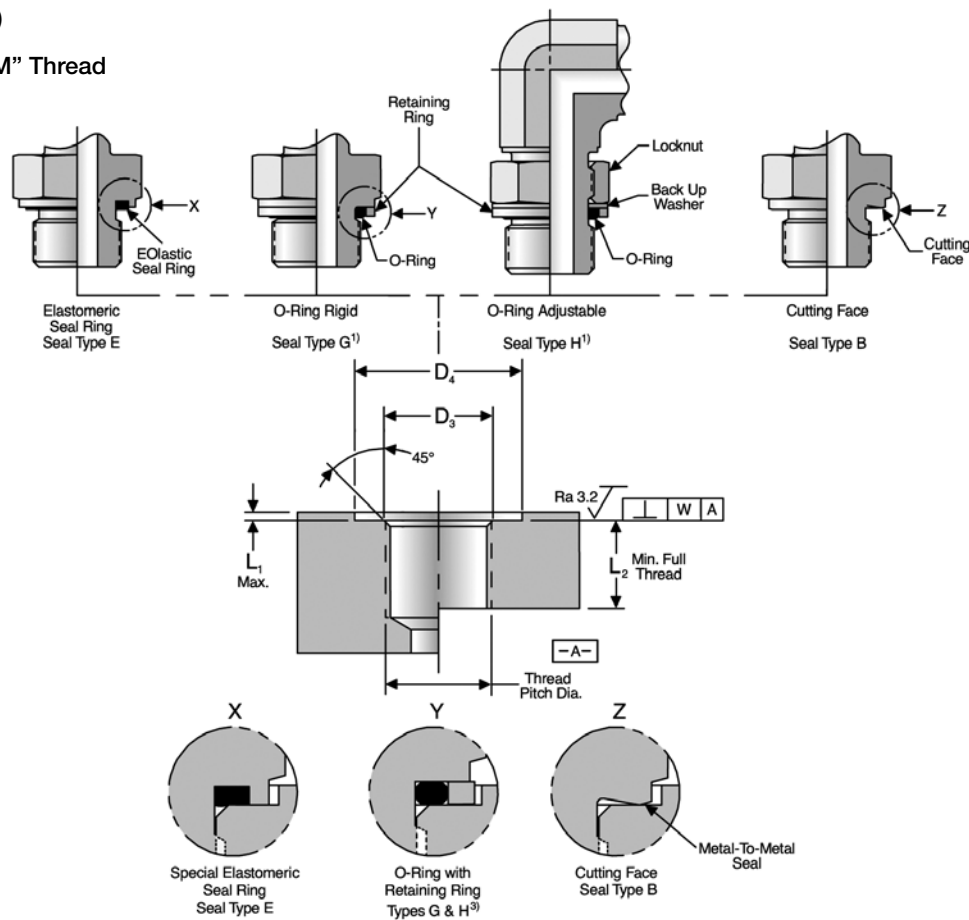 )
M” Thread
Retaining
Ring
Locknut
Back Up
Washer
X
Y
Z
EOlastic
Seal Ring
O-Ring
O-Ring
Cutting
Face
Elastomeric
Seal Ring
Seal Type E
O-Ring Rigid
Seal Type G1)
O-Ring Adjustable
Seal Type H1)
Cutting Face
Seal Type B
D4
D3
45°
Ra 3.2
⊥ W A
L1
Max.
L2
Min. Full
Thread
-A-
Thread
Pitch Dia.
X
Y
Z
Metal-To-Metal
Seal
Special Elastomeric
Seal Ring
Seal Type E
O-Ring with
Retaining Ring
Types G & H3)
Cutting Face
Seal Type B